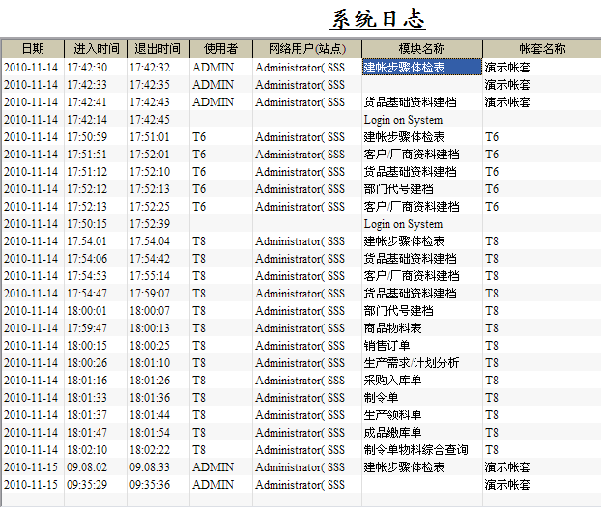 系统日志
日期 进入时间 退出时间 使用者 网络用户(站点) 模块名称 帐套名称
2010-11-14 17:42:30 17:42:32 ADMIN Administrator( SSS 建帐步骤体检表 演示帐套
2010-11-14 17:42:33 17:42:35 ADMIN Administrator( SSS 演示帐套
2010-11-14 17:42:41 17:42:43 ADMIN Administrator( SSS 货品基础资料建档 演示帐套
2010-11-14 17:42:14 17:42:45 Login on System
2010-11-14 17:50:59 17:51:01 T6 Administrator( SSS 建帐步骤体检表 T6
2010-11-14 17:51:51 17:52:01 T6 Administrator( SSS 客户/厂商资料建档 T6
2010-11-14 17:51:12 17:52:10 T6 Administrator( SSS 货品基础资料建档 T6
2010-11-14 17:52:12 17:52:13 T6 Administrator( SSS 部门代号建档 T6
2010-11-14 17:52:13 17:52:25 T6 Administrator( SSS 客户/厂商资料建档 T6
2010-11-14 17:50:15 17:52:39 Login on System
2010-11-14 17:54:01 17:54:04 T8 Administrator( SSS 建帐步骤体检表 T8
2010-11-14 17:54:06 17:54:42 T8 Administrator( SSS 货品基础资料建档 T8
2010-11-14 17:54:53 17:55:14 T8 Administrator( SSS 客户/厂商资料建档 T8
2010-11-14 17:54:47 17:59:07 T8 Administrator( SSS 货品基础资料建档 T8
2010-11-14 18:00:01 18:00:07 T8 Administrator( SSS 部门代号建档 T8
2010-11-14 17:59:47 18:00:13 T8 Administrator( SSS 商品物料表 T8
2010-11-14 18:00:15 18:00:25 T8 Administrator( SSS 销售订单 T8
2010-11-14 18:00:26 18:01:10 T8 Administrator( SSS 生产需求/计划分析 T8
2010-11-14 18:01:16 18:01:26 T8 Administrator( SSS 采购入库单 T8
2010-11-14 18:01:33 18:01:36 T8 Administrator( SSS 制令单 T8
2010-11-14 18:01:37 18:01:44 T8 Administrator( SSS 生产领料单 T8
2010-11-14 18:01:47 18:01:54 T8 Administrator( SSS 成品缴库单 T8
2010-11-14 18:02:10 18:02:22 T8 Administrator( SSS 制令单物料综合查询 T8
2010-11-15 09:08:02 09:08:33 ADMIN Administrator( SSS 建帐步骤体检表 演示帐套
2010-11-15 09:35:29 09:35:36 ADMIN Administrator( SSS 演示帐套